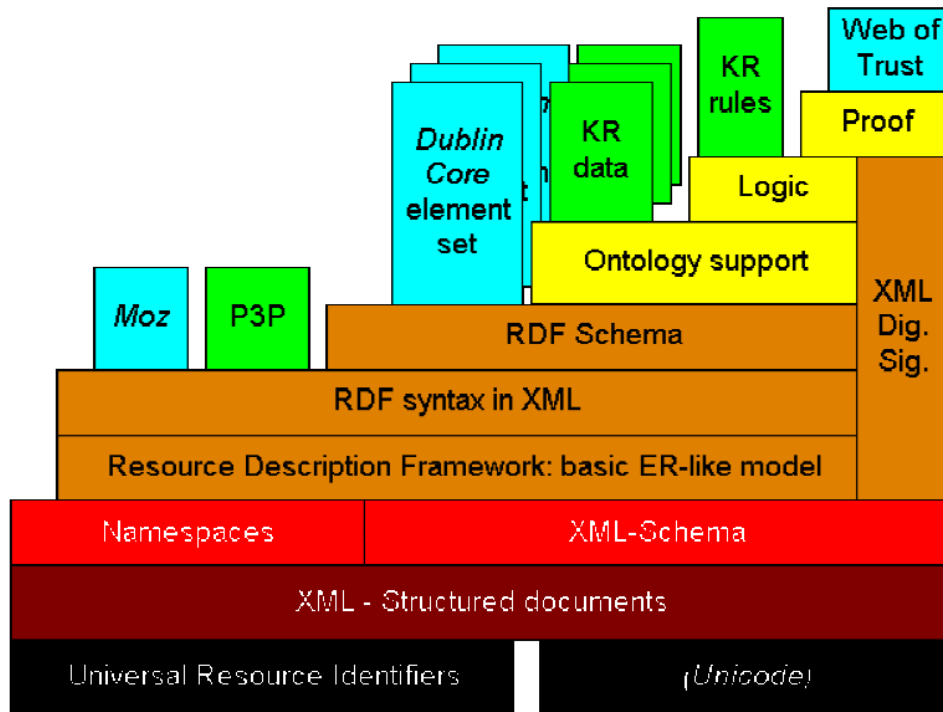 Web of
Trust
KR
rules
Proof
Dublin
Core
element
set
KR
data
Logic
Ontology support
XML
Dig.
Sig.
Moz
P3P
RDF Schema
RDF syntax in XML
Resource Description Framework: basic ER-like model
Namespaces
XML-Schema
XML - Structured documents
Universal Resource Identifiers
(Unicode)